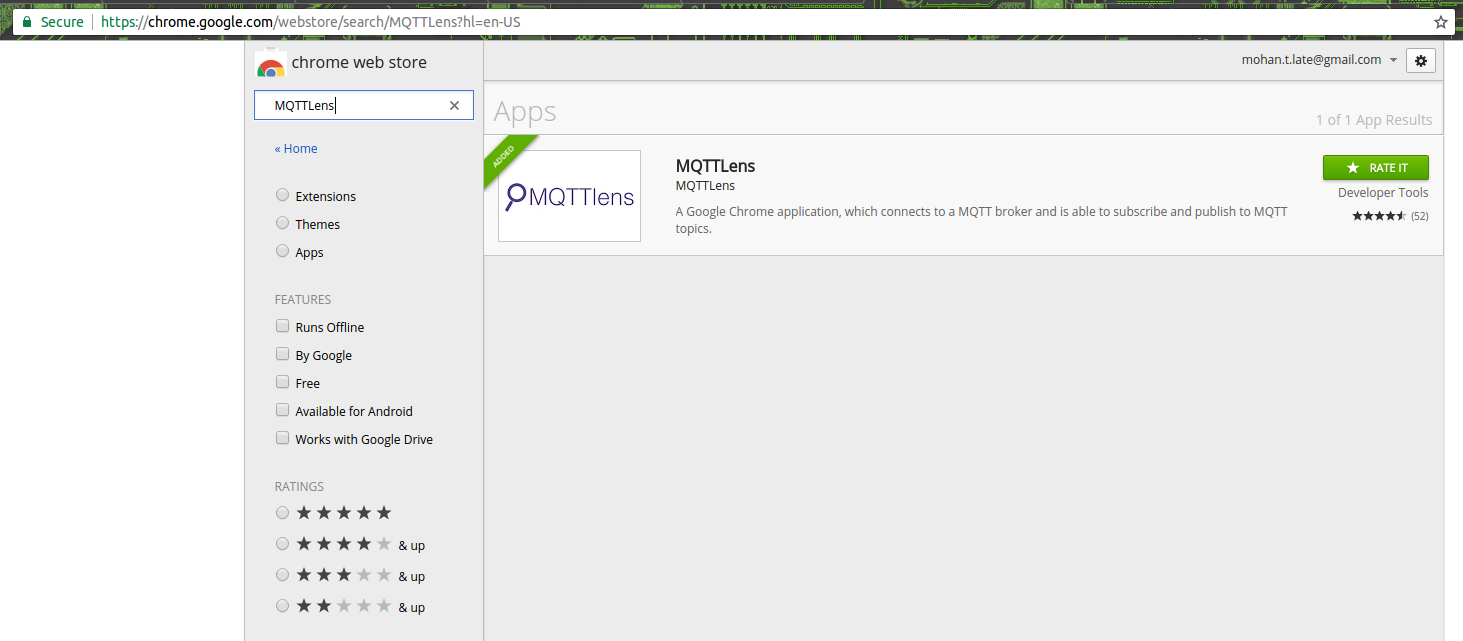 Secure https://chrome.google.com/webstore/search/MQTTLens?hl=en-US
chrome web store
mohan.t.late@gmail.com
MQTTLens
« Home
Extensions
Themes
Apps
FEATURES
Runs Offline
By Google
Free
Available for Android
Works with Google Drive
RATINGS
& up
& up
& up
Apps
1 of 1 App Results
ADDED
MQTTlens
MQTTLens
MQTTLens
A Google Chrome application, which connects to a MQTT broker and is able to subscribe and publish to MQTT
topics.
RATE IT
Developer Tools
(52)